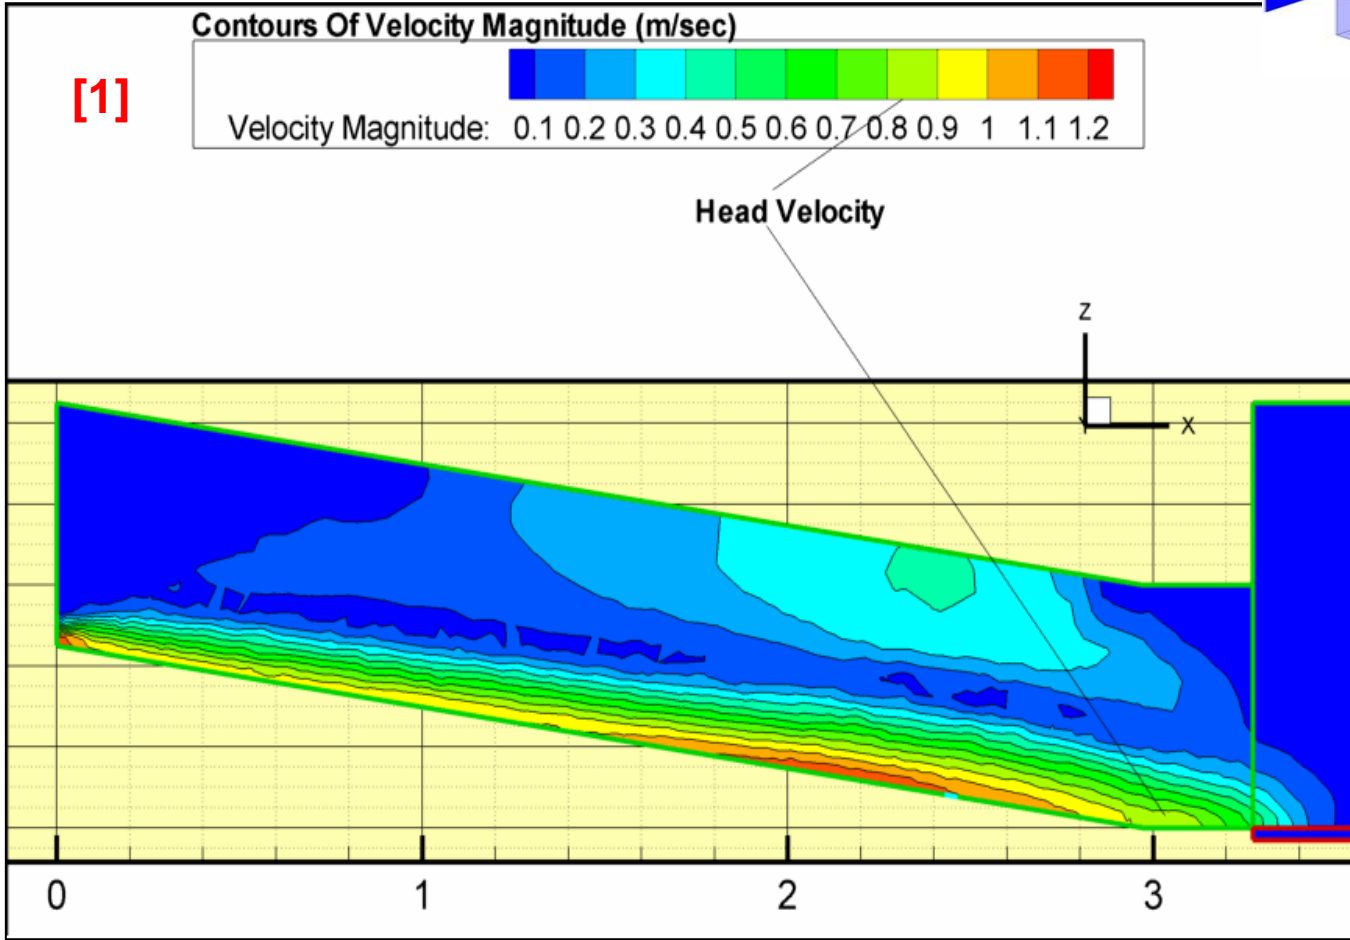 Contours Of Velocity Magnitude (m/sec)
[1]
Velocity Magnitude: 0.1 0.2 0.3 0.4 0.5 0.6 0.7 0.8 0.9 1 1.1 1.2
Head Velocity
Z
Y X
0 1 2 3